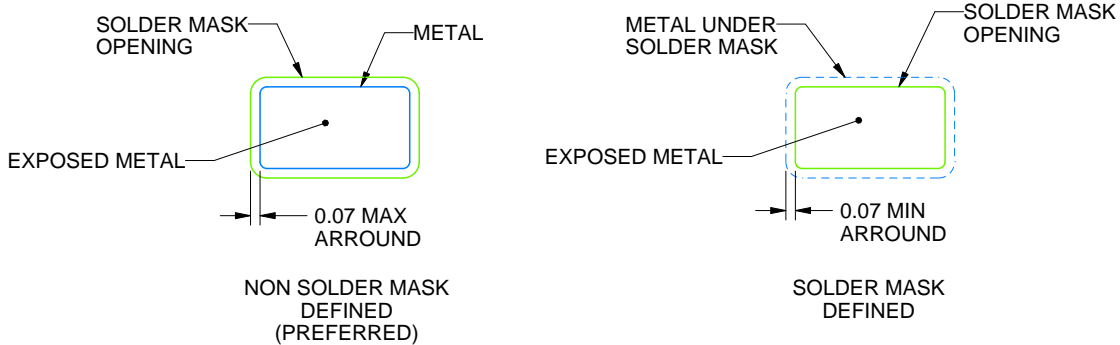 SOLDER MASK
OPENING
METAL
EXPOSED METAL
0.07 MAX
ARROUND
NON SOLDER MASK
DEFINED
(PREFERRED)
METAL UNDER
SOLDER MASK
SOLDER MASK
OPENING
EXPOSED METAL
0.07 MIN
ARROUND
SOLDER MASK
DEFINED